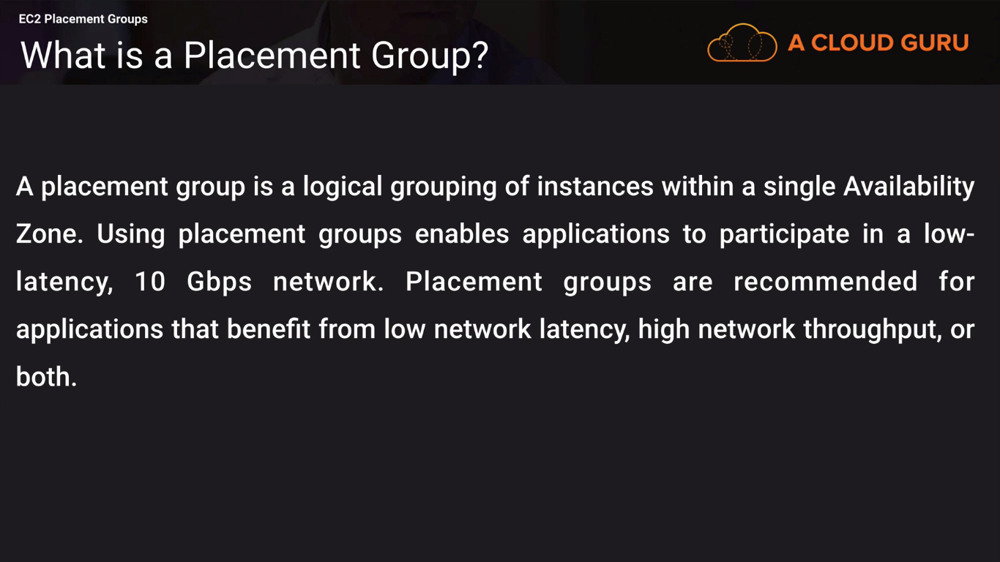 EC2 Placement Groups
What is a Placement Group?
A CLOUD GURU
A placement group is a logical grouping of instances within a single Availability
Zone. Using placement groups enables applications to participate in a low-
latency, 10 Gbps network. Placement groups are recommended for
applications that benefit from low network latency, high network throughput, or
both.